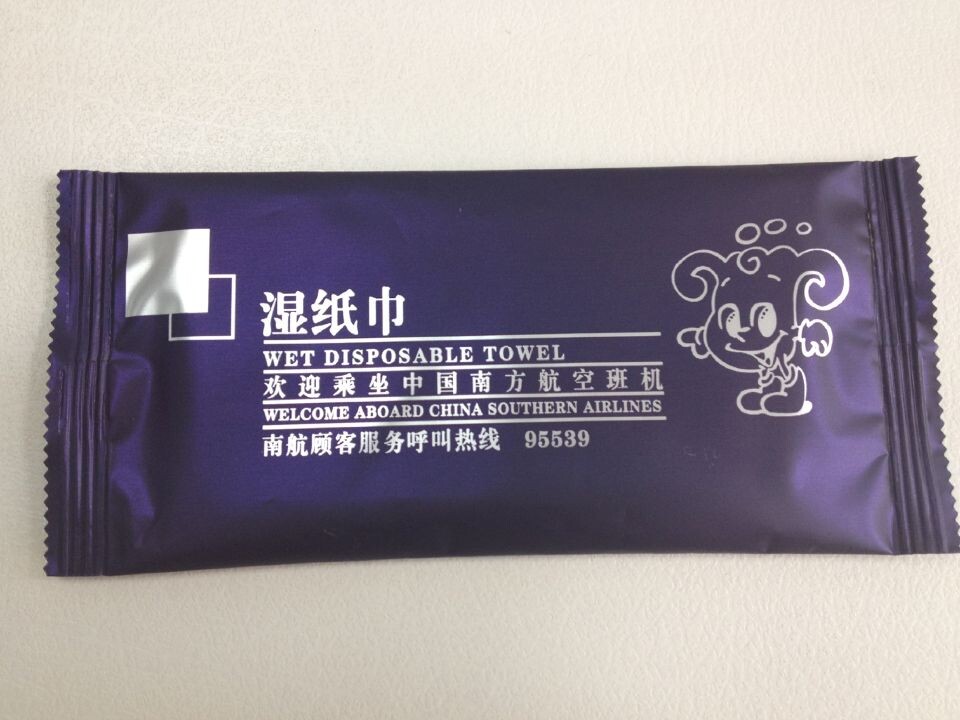 湿纸巾
WET DISPOSABLE TOWEL
欢迎乘坐中国南方航空班机
WELCOME ABOARD CHINA SOUTHERN AIRLINES
南航顾客服务呼叫热线 95539